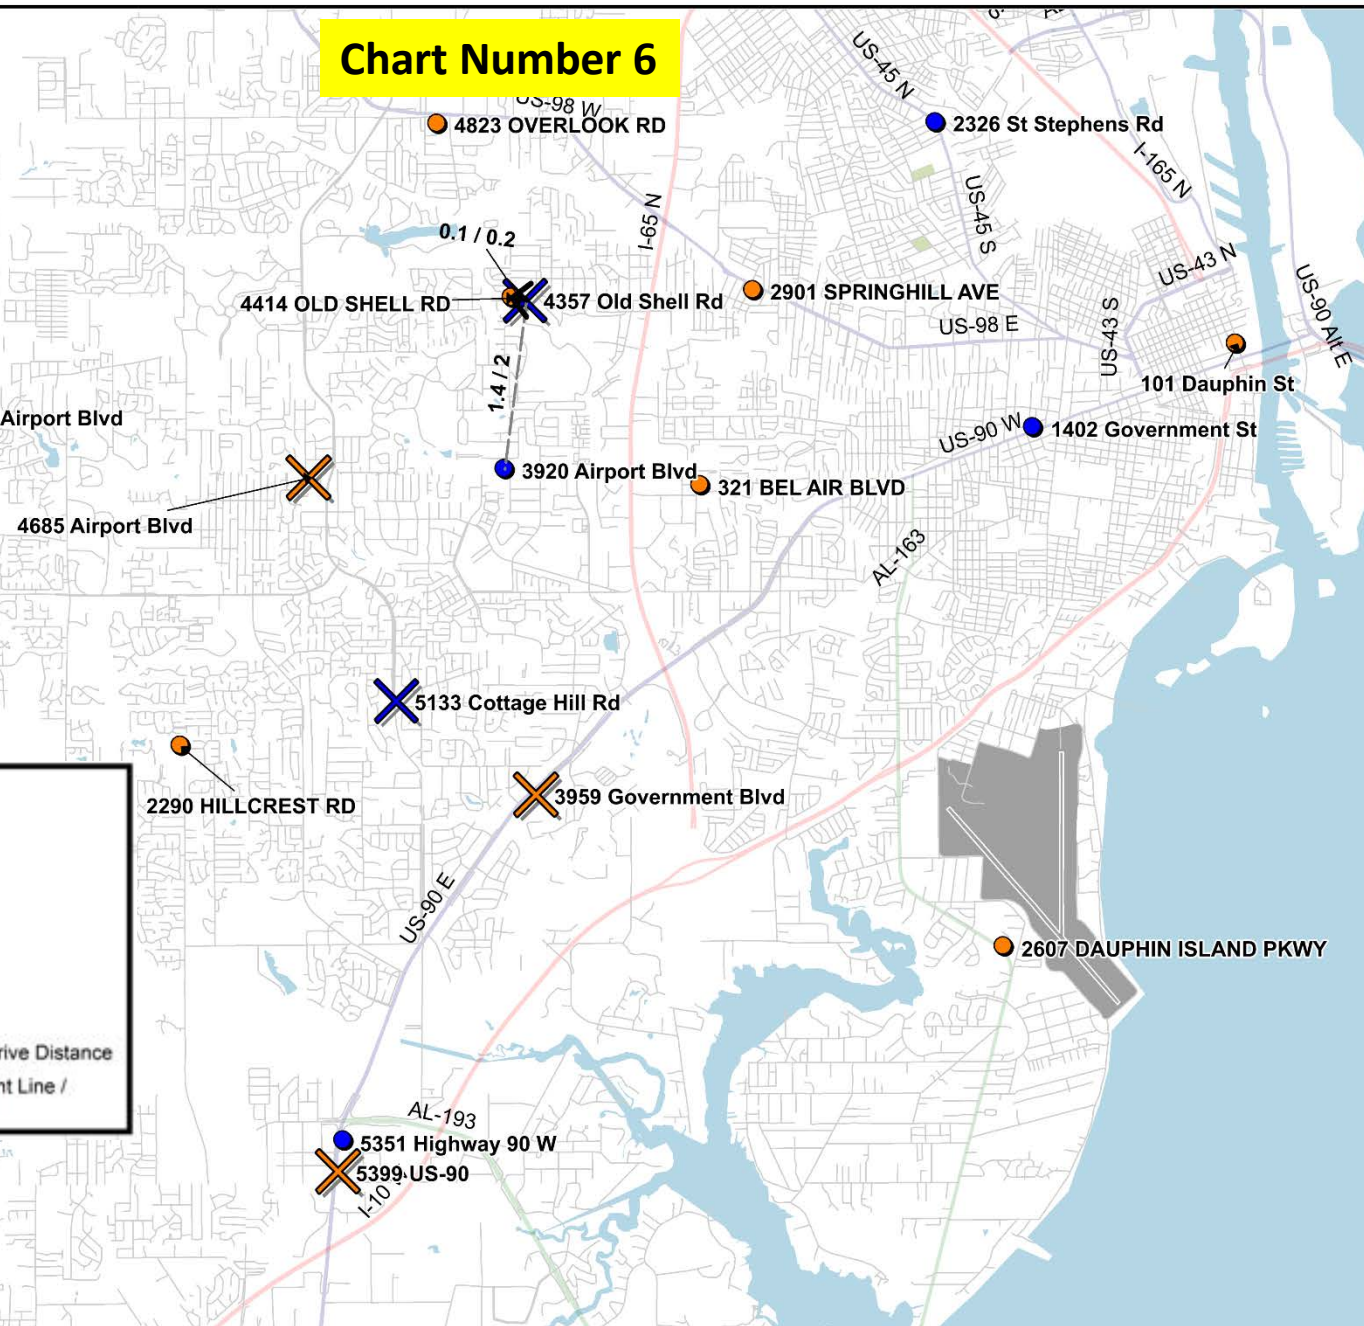 Chart Number 6
US-98 W
US-45 N
4823 OVERLOOK RD
2326 St Stephens Rd
I-165 N
US-45 S
I-65 N
0.1 / 0.2
US-43 N
4414 OLD SHELL RD
4357 Old Shell Rd
2901 SPRINGHILL AVE
US-90 Alt E
US-98 E
US-43 S
1.4 / 2
101 Dauphin St
Airport Blvd
US-90 W
1402 Government St
3920 Airport Blvd
321 BEL AIR BLVD
4685 Airport Blvd
AL-163
5133 Cottage Hill Rd
2290 HILLCREST RD
3959 Government Blvd
US-90 E
2607 DAUPHIN ISLAND PKWY
rive Distance
nt Line /
AL-193
5351 Highway 90 W
5399 US-90
I-10